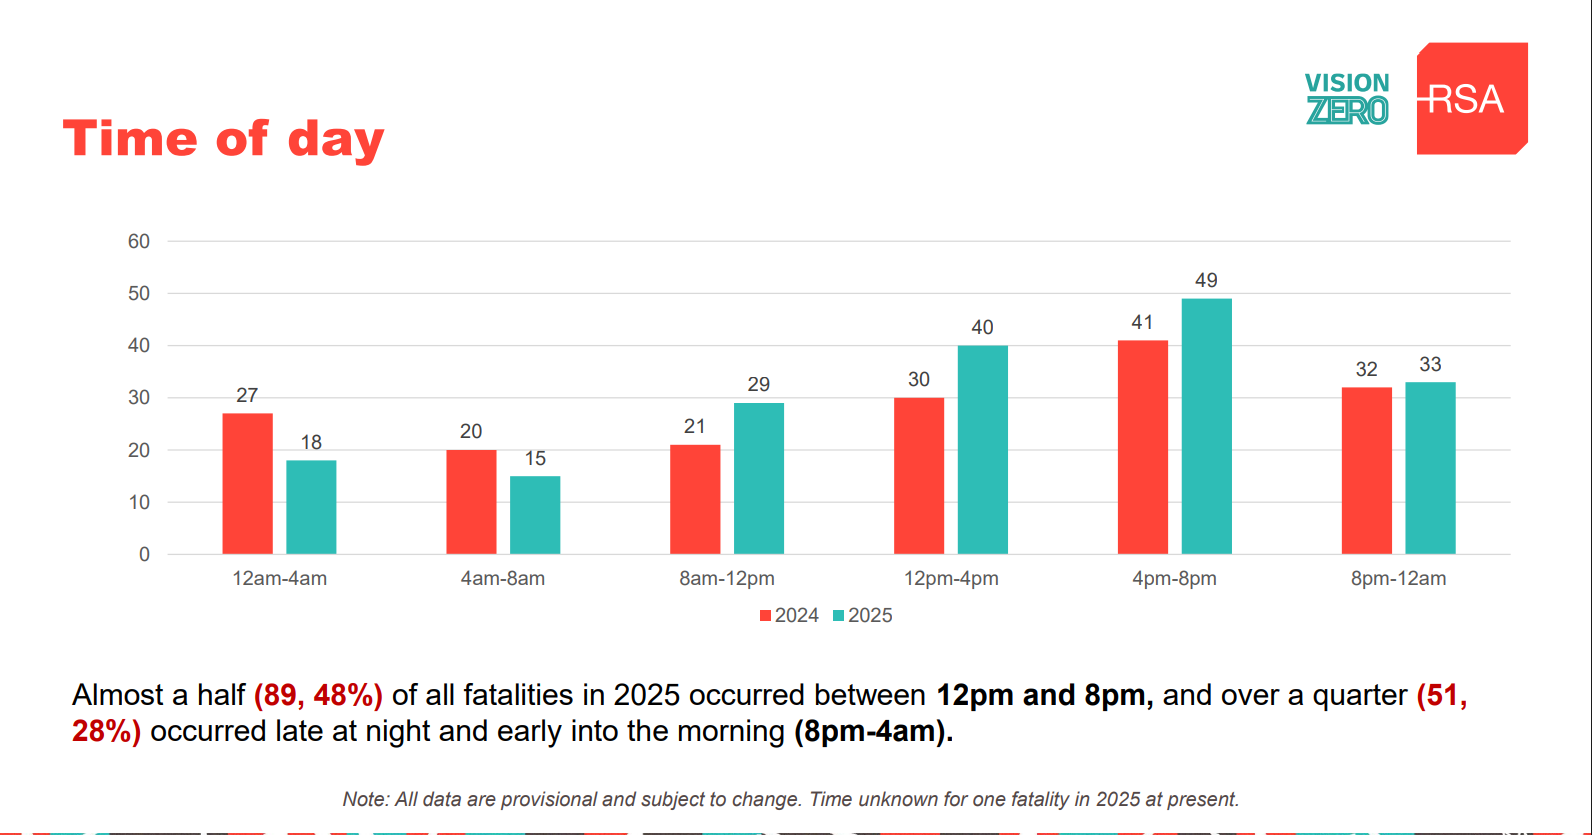 VISION
ZERO
RSA
Time of day
60
50
40
30
20
10
0
27
18
20
15
21
29
30
40
41
49
32
33
12am-4am
4am-8am
8am-12pm
12pm-4pm
4pm-8pm
8pm-12am
2024
2025
Almost a half (89, 48%) of all fatalities in 2025 occurred between 12pm and 8pm, and over a quarter (51,
28%) occurred late at night and early into the morning (8pm-4am).
Note: All data are provisional and subject to change. Time unknown for one fatality in 2025 at present.